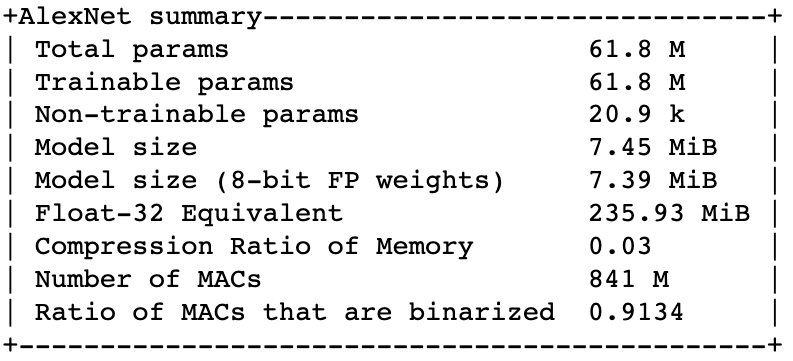 +AlexNet summary-------------------------------+
| Total params                      61.8 M     |
| Trainable params                  61.8 M     |
| Non-trainable params              20.9 k     |
| Model size                        7.45 MiB   |
| Model size (8-bit FP weights)     7.39 MiB   |
| Float-32 Equivalent               235.93 MiB |
| Compression Ratio of Memory       0.03       |
| Number of MACs                    841 M      |
| Ratio of MACs that are binarized  0.9134     |
+----------------------------------------------+